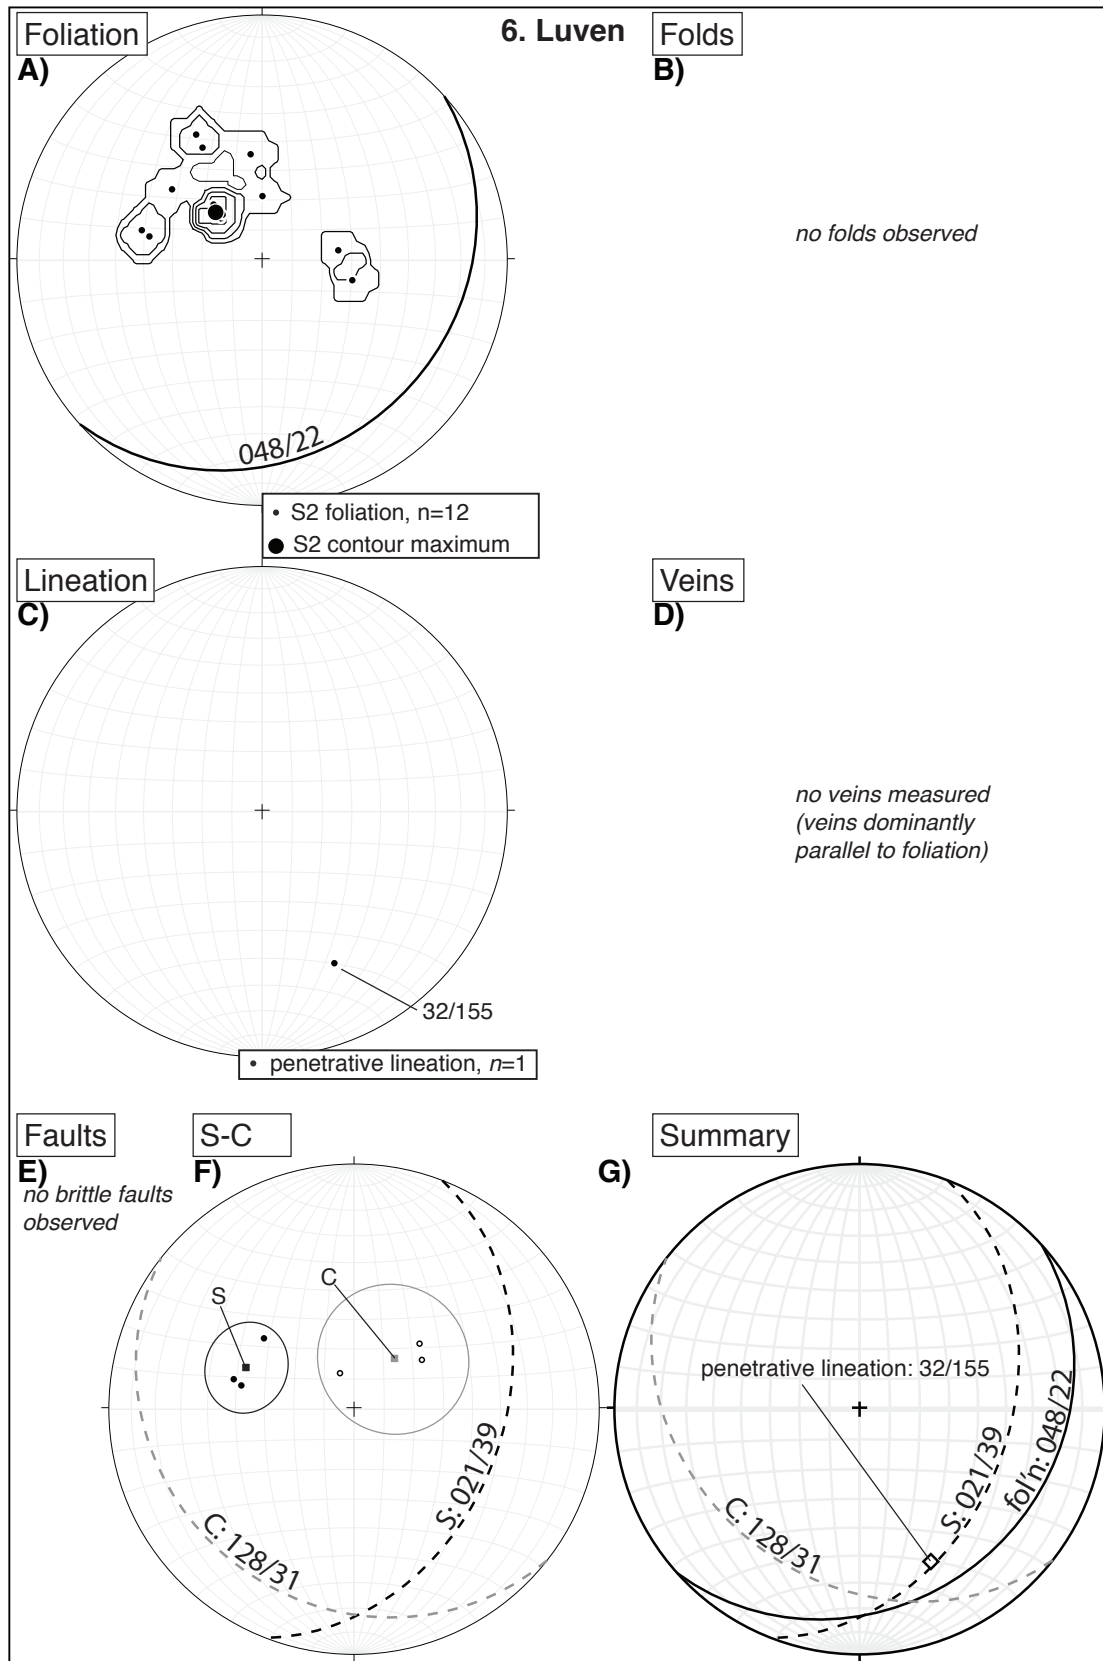 6. Luven
Foliation
A)
048/22
S2 foliation, n=12
S2 contour maximum
Folds
B)
no folds observed
Lineation
C)
32/155
penetrative lineation, n=1
Veins
D)
no veins measured
(veins dominantly
parallel to foliation)
Faults
E)
no brittle faults
observed
S-C
F)
S
C
S: 021/39
C: 128/31
Summary
G)
penetrative lineation: 32/155
S: 021/39
fol'n: 048/22
C: 128/31